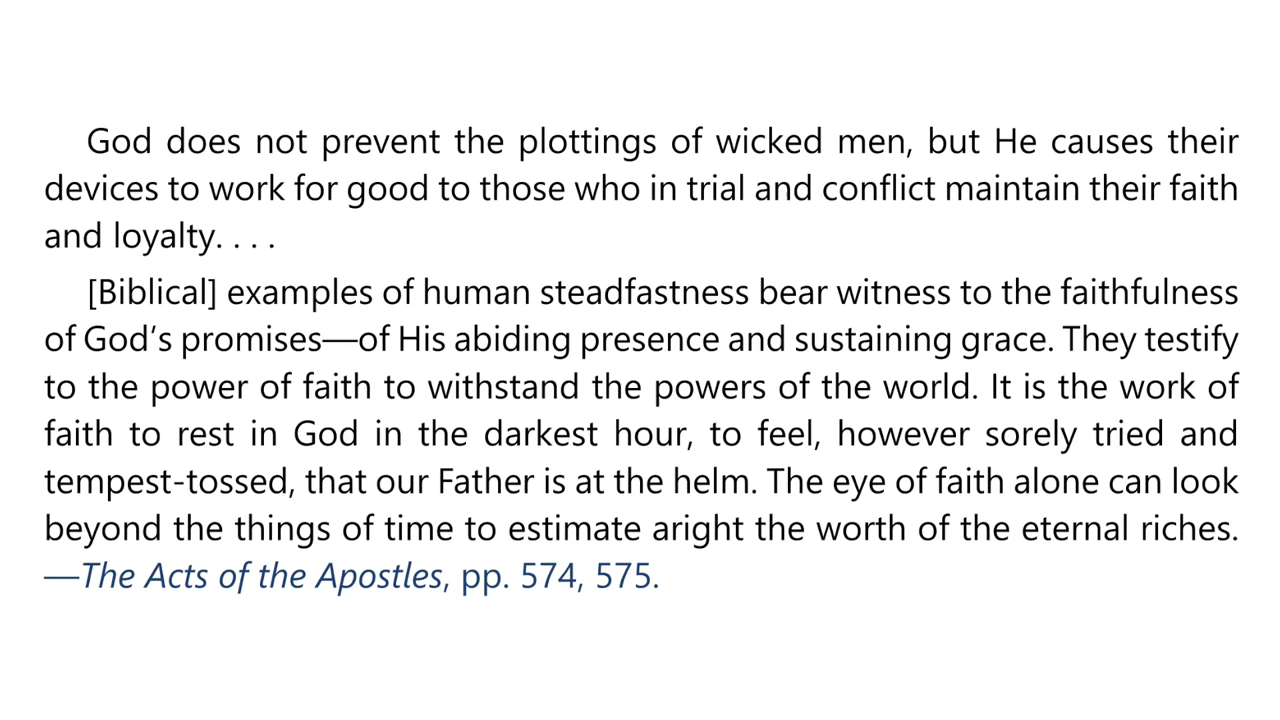 God does not prevent the plottings of wicked men, but He causes their
devices to work for good to those who in trial and conflict maintain their faith
and loyalty. . . .
[Biblical] examples of human steadfastness bear witness to the faithfulness
of God’s promises—of His abiding presence and sustaining grace. They testify
to the power of faith to withstand the powers of the world. It is the work of
faith to rest in God in the darkest hour, to feel, however sorely tried and
tempest-tossed, that our Father is at the helm. The eye of faith alone can look
beyond the things of time to estimate aright the worth of the eternal riches.
—The Acts of the Apostles, pp. 574, 575.